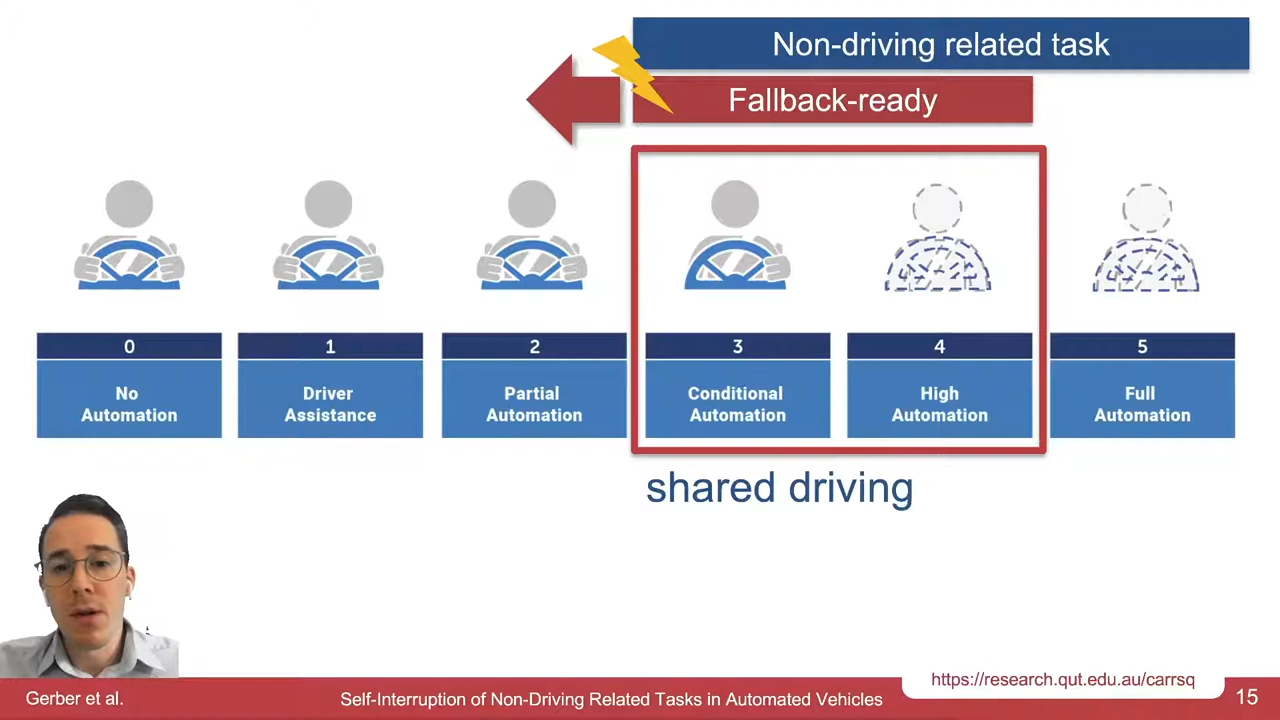 Non-driving related task
Fallback-ready
0
No
Automation
1
Driver
Assistance
2
Partial
Automation
3
Conditional
Automation
4
High
Automation
5
Full
Automation
shared driving
https://research.qut.edu.au/carrsq
Gerber et al.
Self-Interruption of Non-Driving Related Tasks in Automated Vehicles
15